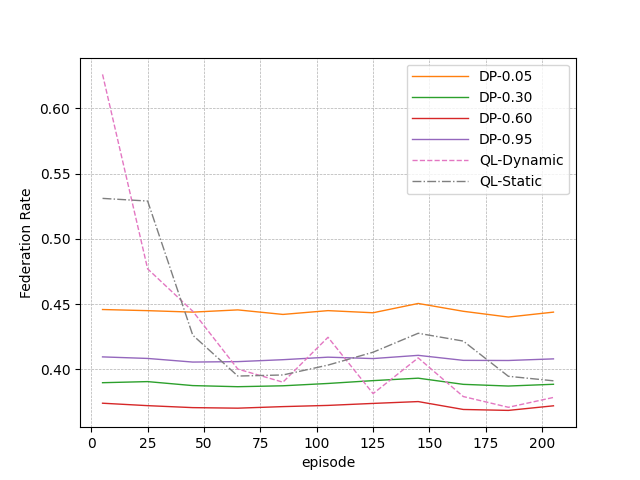 DP-0.05
DP-0.30
DP-0.60
DP-0.95
QL-Dynamic
QL-Static
Federation Rate
0.60
0.55
0.50
0.45
0.40
0 25 50 75 100 125 150 175 200
episode